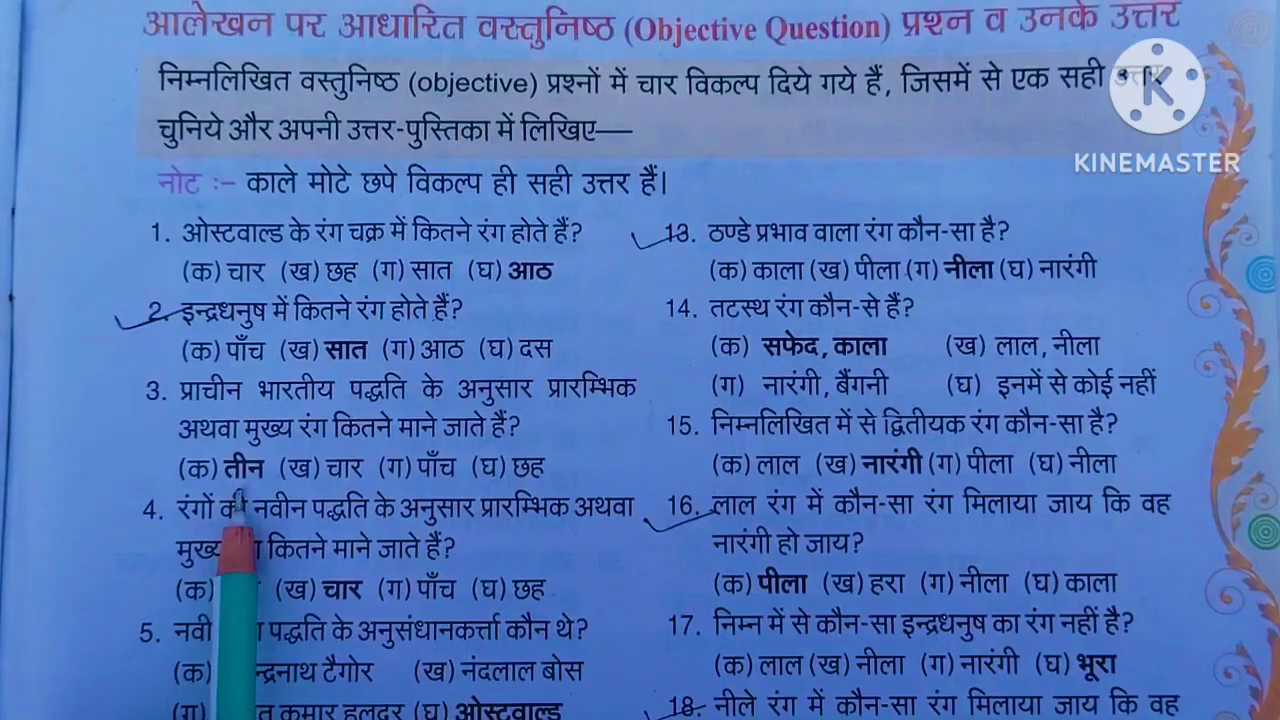 आलेखन पर आधारित वस्तुनिष्ठ (Objective Question) प्रश्न व उनके उत्तर
निम्नलिखित वस्तुनिष्ठ (objective) प्रश्नों में चार विकल्प दिये गये हैं, जिसमें से एक सही
चुनिये और अपनी उत्तर-पुस्तिका में लिखिए—
नोट :– काले मोटे छपे विकल्प ही सही उत्तर हैं।
1. ओस्टवाल्ड के रंग चक्र में कितने रंग होते हैं?
(क) चार (ख) छह (ग) सात (घ) आठ
2. इन्द्रधनुष में कितने रंग होते हैं?
(क) पाँच (ख) सात (ग) आठ (घ) दस
3. प्राचीन भारतीय पद्धति के अनुसार प्रारम्भिक
अथवा मुख्य रंग कितने माने जाते हैं?
(क) तीन (ख) चार (ग) पाँच (घ) छह
4. रंगों की नवीन पद्धति के अनुसार प्रारम्भिक अथवा
मुख्य कितने माने जाते हैं?
(क) (ख) चार (ग) पाँच (घ) छह
5. पद्धति के अनुसंधानकर्त्ता कौन थे?
(क) टैगोर (ख) नंदलाल बोस
(ग) कुमार हलदर (घ) ओस्टवाल्ड
13. ठण्डे प्रभाव वाला रंग कौन-सा है?
(क) काला (ख) पीला (ग) नीला (घ) नारंगी
14. तटस्थ रंग कौन-से हैं?
(क) सफेद, काला (ख) लाल, नीला
(ग) नारंगी, बैंगनी (घ) इनमें से कोई नहीं
15. निम्नलिखित में से द्वितीयक रंग कौन-सा है?
(क) लाल (ख) नारंगी (ग) पीला (घ) नीला
16. लाल रंग में कौन-सा रंग मिलाया जाय कि वह
नारंगी हो जाय?
(क) पीला (ख) हरा (ग) नीला (घ) काला
17. निम्न में से कौन-सा इन्द्रधनुष का रंग नहीं है?
(क) लाल (ख) नीला (ग) नारंगी (घ) भूरा
18. नीले रंग में कौन-सा रंग मिलाया जाय कि वह
K
KINEMASTER